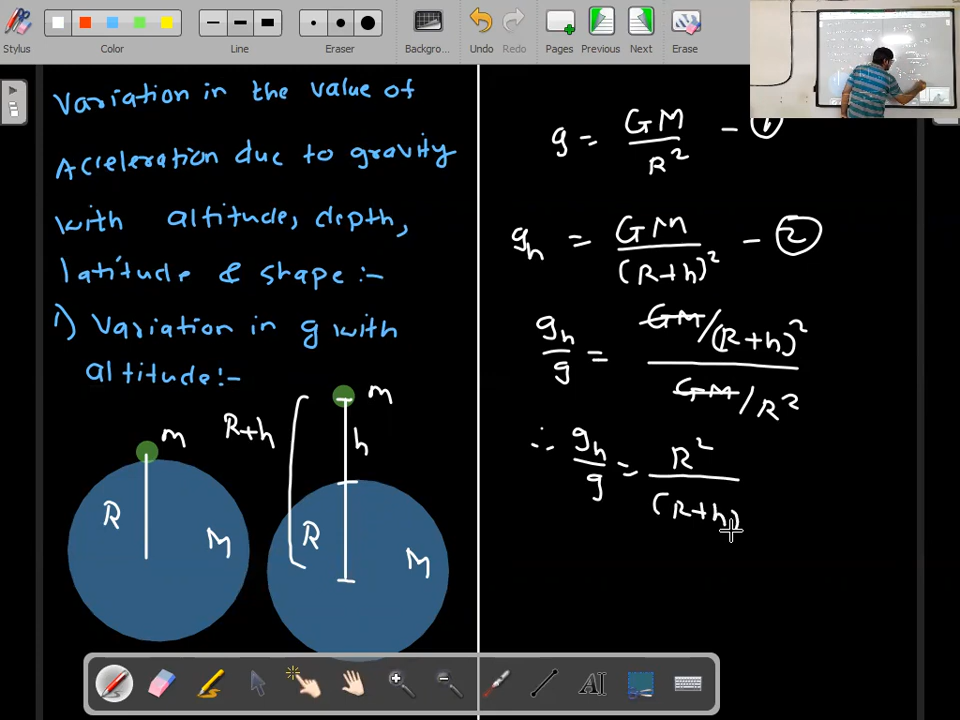 Stylus
Color
Line
Eraser
Backgro...
Undo
Redo
Pages
Previous
Next
Erase
Variation in the value of
Acceleration due to gravity
with altitude, depth,
latitude & shape :-
1) Variation in g with
altitude :-
m
R
M
m
R+h
h
R
M
g = GM / R² - ①
gₕ = GM / (R+h)² - ②
gₕ / g = GM/(R+h)² / GM/R²
∴ gₕ / g = R² / (R+h)
AI